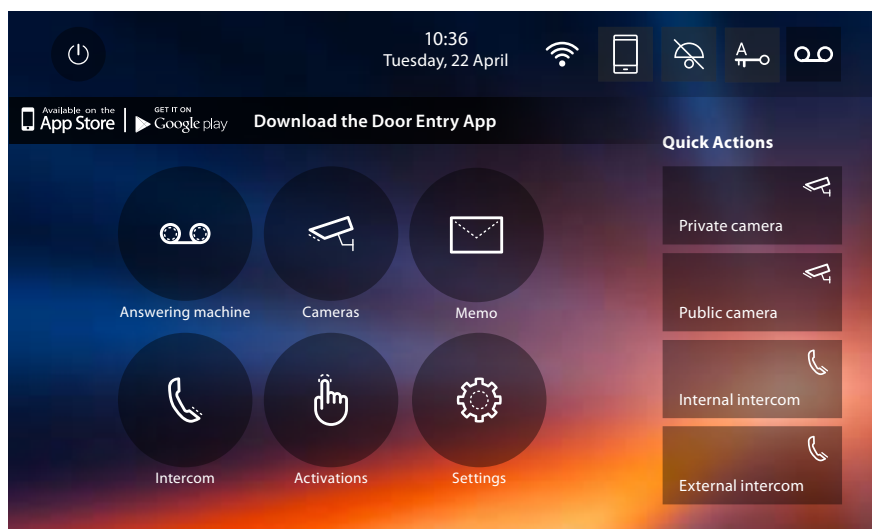 10:36
Tuesday, 22 April
A
Available on the
App Store
GET IT ON
Google play
Download the Door Entry App
Quick Actions
Private camera
Public camera
Internal intercom
External intercom
Answering machine
Cameras
Memo
Intercom
Activations
Settings